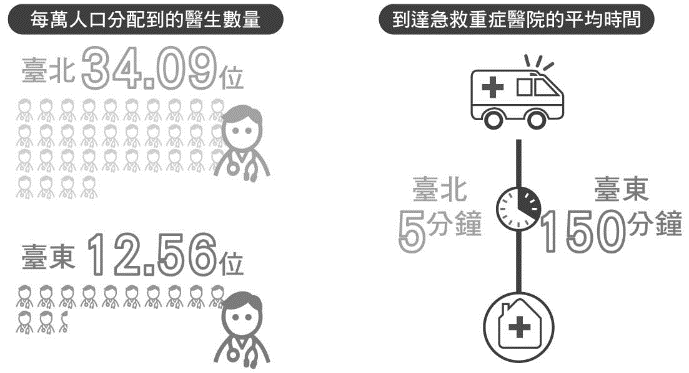 每萬人口分配到的醫生數量
臺北34.09位
臺東12.56位
到達急救重症醫院的平均時間
臺北
5分鐘
臺東
150分鐘